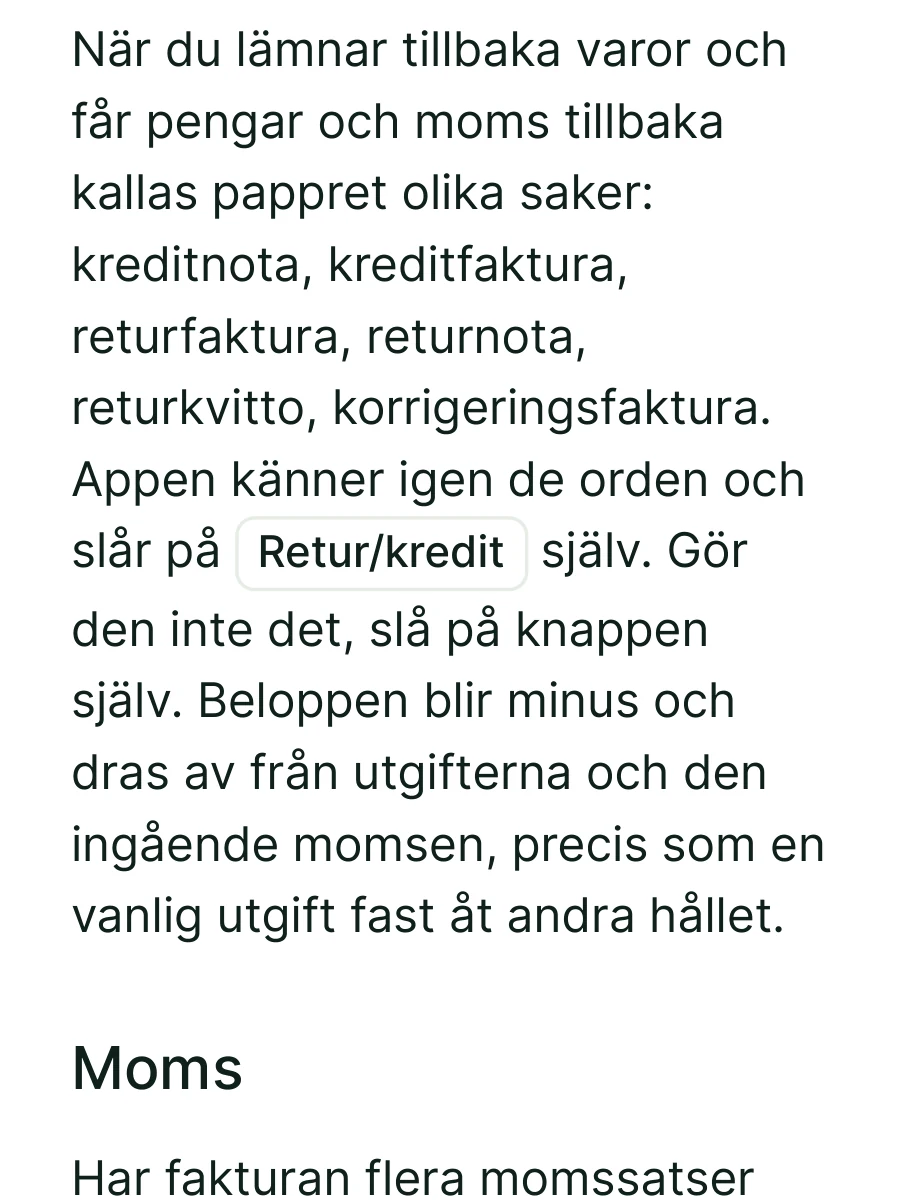 När du lämnar tillbaka varor och
får pengar och moms tillbaka
kallas pappret olika saker:
kreditnota, kreditfaktura,
returfaktura, returnota,
returkvitto, korrigeringsfaktura.
Appen känner igen de orden och
slår på Retur/kredit själv. Gör
den inte det, slå på knappen
själv. Beloppen blir minus och
dras av från utgifterna och den
ingående momsen, precis som en
vanlig utgift fast åt andra hållet.
Moms
Har fakturan flera momssatser